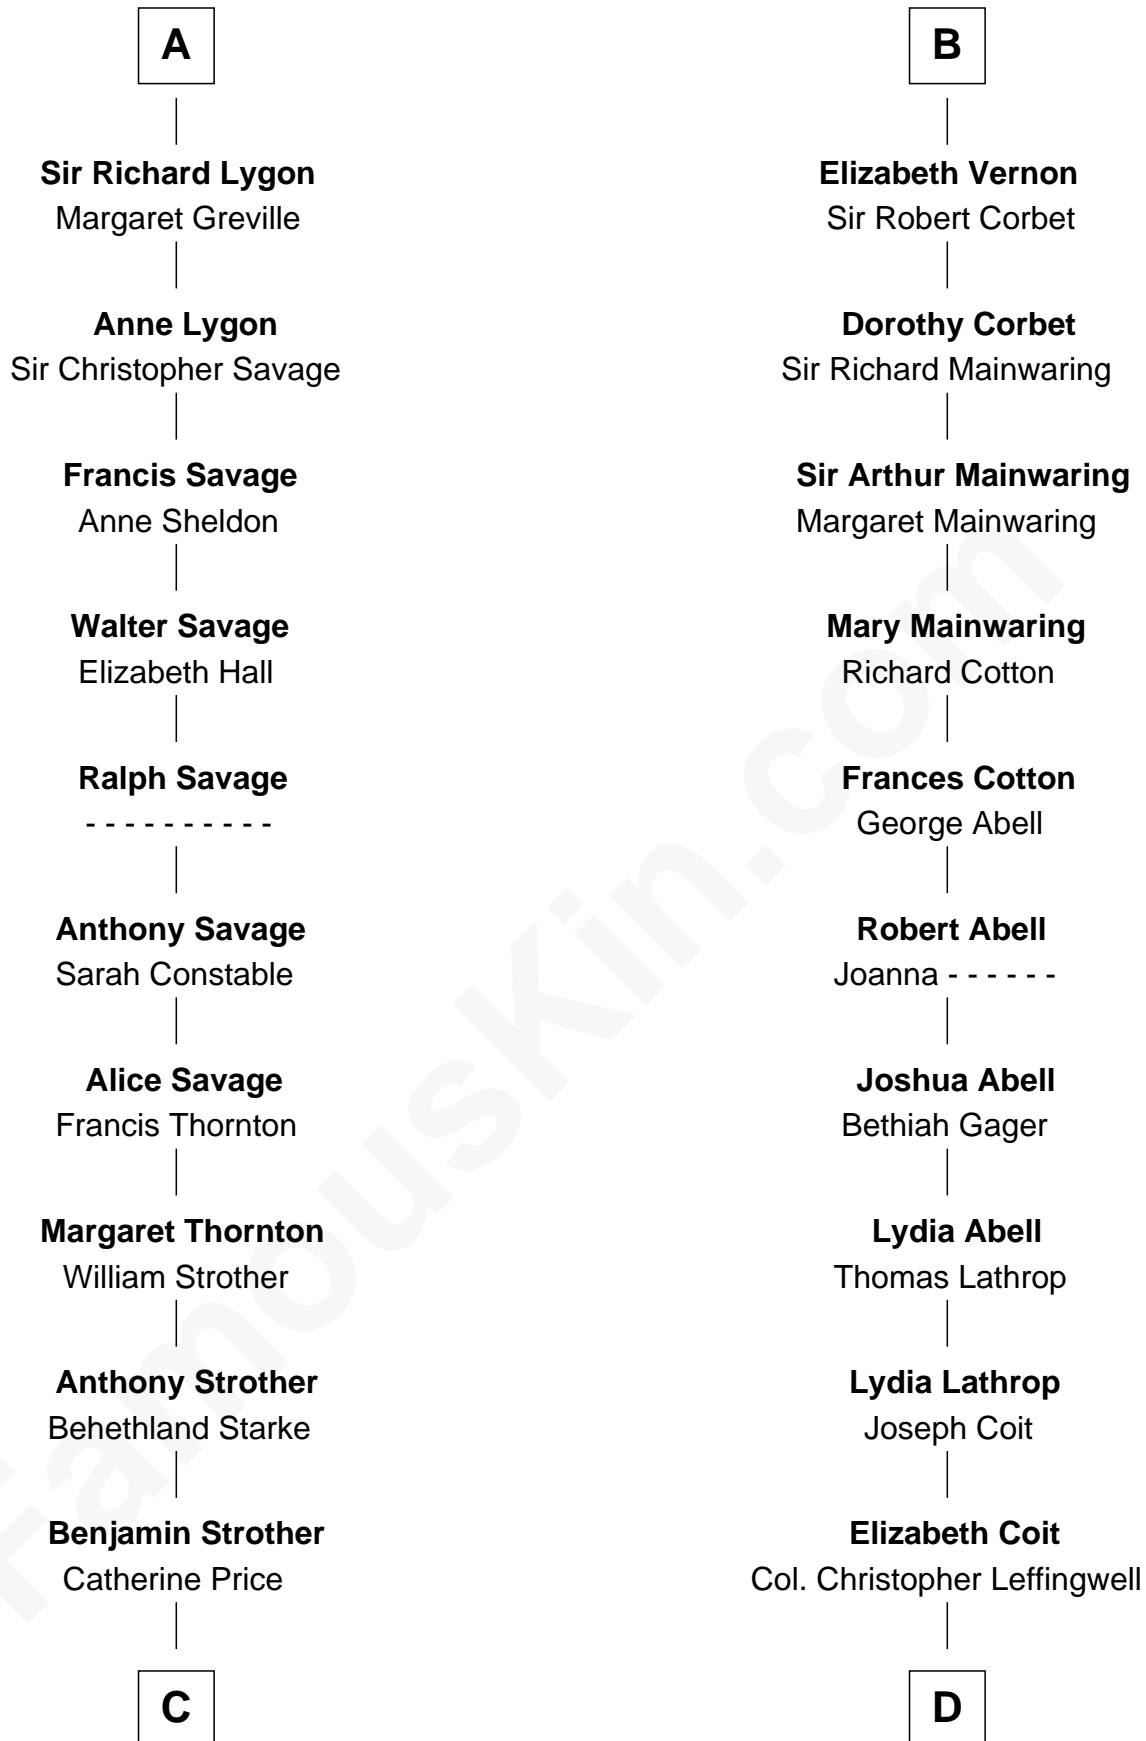 A
Sir Richard Lygon
Margaret Greville
Anne Lygon
Sir Christopher Savage
Francis Savage
Anne Sheldon
Walter Savage
Elizabeth Hall
Ralph Savage
- - - - - - - - - -
Anthony Savage
Sarah Constable
Alice Savage
Francis Thornton
Margaret Thornton
William Strother
Anthony Strother
Behethland Starke
Benjamin Strother
Catherine Price
C
B
Elizabeth Vernon
Sir Robert Corbet
Dorothy Corbet
Sir Richard Mainwaring
Sir Arthur Mainwaring
Margaret Mainwaring
Mary Mainwaring
Richard Cotton
Frances Cotton
George Abell
Robert Abell
Joanna - - - - - -
Joshua Abell
Bethiah Gager
Lydia Abell
Thomas Lathrop
Lydia Lathrop
Joseph Coit
Elizabeth Coit
Col. Christopher Leffingwell
D
FamousKin.com